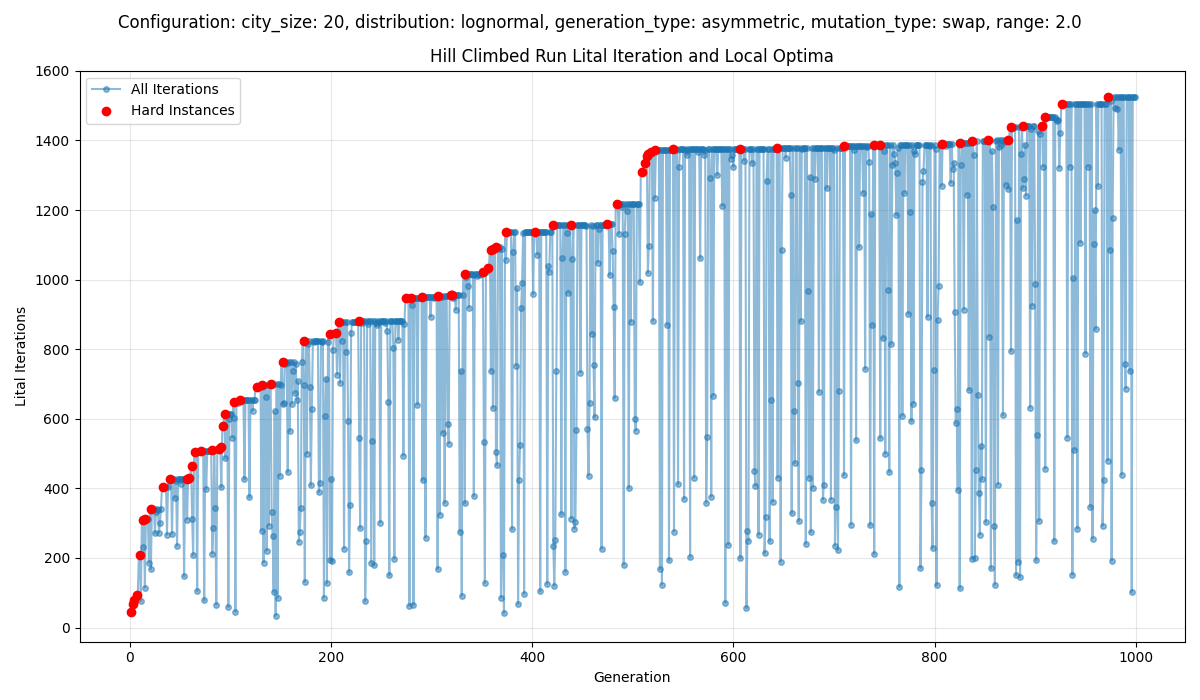 Configuration: city_size: 20, distribution: lognormal, generation_type: asymmetric, mutation_type: swap, range: 2.0
Hill Climbed Run Lital Iteration and Local Optima
All Iterations
Hard Instances
Lital Iterations
1600
1400
1200
1000
800
600
400
200
0
0 200 400 600 800 1000
Generation